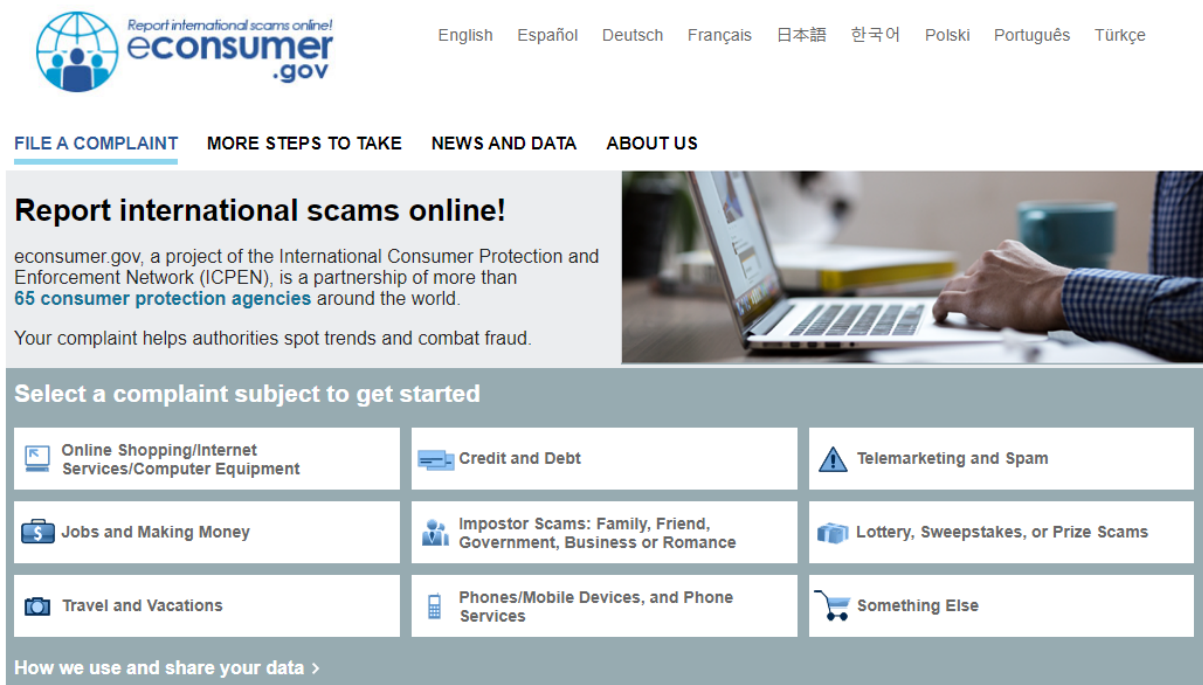 Report international scams online!
econsumer
.gov
English Español Deutsch Français 日本語 한국어 Polski Português Türkçe
FILE A COMPLAINT MORE STEPS TO TAKE NEWS AND DATA ABOUT US
Report international scams online!
econsumer.gov, a project of the International Consumer Protection and
Enforcement Network (ICPEN), is a partnership of more than
65 consumer protection agencies around the world.
Your complaint helps authorities spot trends and combat fraud.
Select a complaint subject to get started
Online Shopping/Internet
Services/Computer Equipment
Credit and Debt
Telemarketing and Spam
Jobs and Making Money
Impostor Scams: Family, Friend,
Government, Business or Romance
Lottery, Sweepstakes, or Prize Scams
Travel and Vacations
Phones/Mobile Devices, and Phone
Services
Something Else
How we use and share your data >